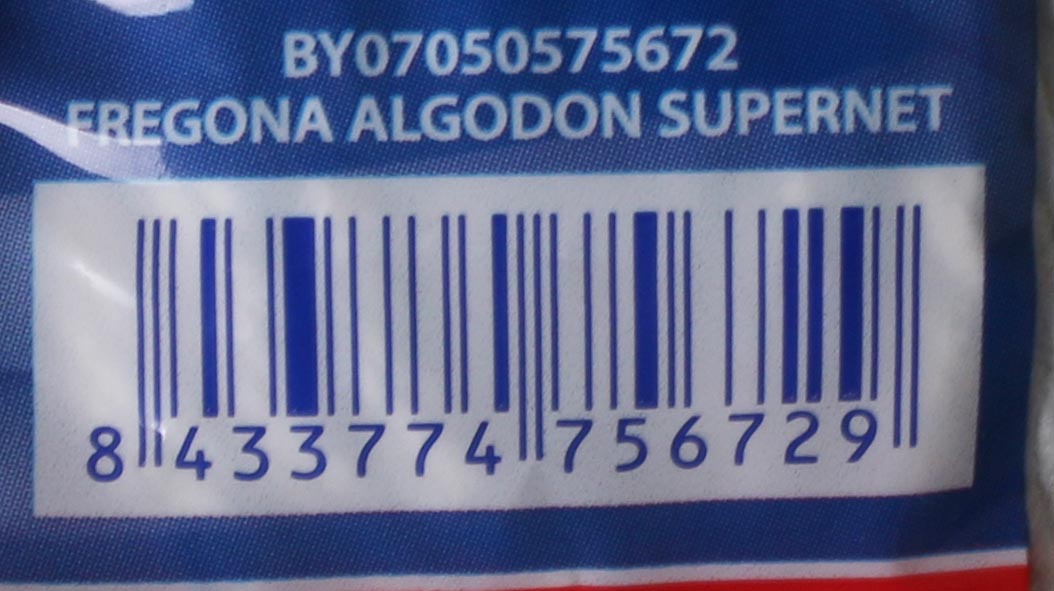 BY07050575672
FREGONA ALGODON SUPERNET
8 433774 756729